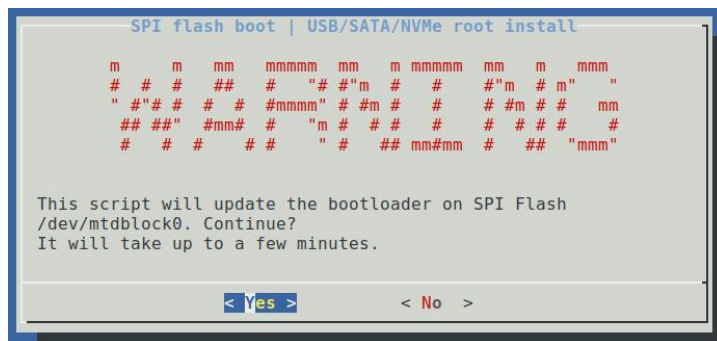 SPI flash boot | USB/SATA/NVMe root install
WARNING
This script will update the bootloader on SPI Flash
/dev/mtdblock0. Continue?
It will take up to a few minutes.
< Yes > < No >